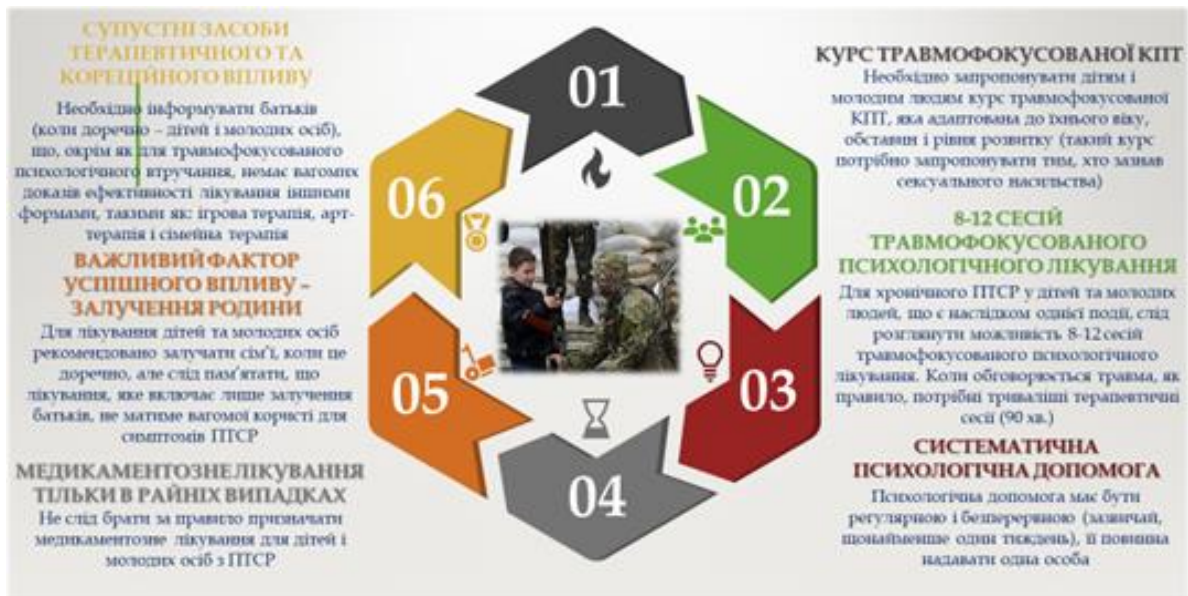 01
КУРС ТРАВМОФОКУСОВАНОЇ КПТ
Необхідно запропонувати дітям і
молодим людям курс травмофокусованої
КПТ, яка адаптована до їхнього віку,
обставин і рівня розвитку (такий курс
потрібно запропонувати тим, хто зазнав
сексуального насильства)
02
8-12 СЕСІЙ
ТРАВМОФОКУСОВАНОГО
ПСИХОЛОГІЧНОГО ЛІКУВАННЯ
Для хронічного ПТСР у дітей та молодих
людей, що є наслідком однієї події, слід
розглянути можливість 8-12 сесій
травмофокусованого психологічного
лікування. Коли обговорюється травма, як
правило, потрібні триваліші терапевтичні
сесії (90 хв.)
03
СИСТЕМАТИЧНА
ПСИХОЛОГІЧНА ДОПОМОГА
Психологічна допомога має бути
регулярною і безперервною (зазвичай,
щонайменше один тиждень), її повинна
надавати одна особа
04
МЕДИКАМЕНТОЗНЕ ЛІКУВАННЯ
ТІЛЬКИ В РАЙНІХ ВИПАДКАХ
Не слід брати за правило призначати
медикаментозне лікування для дітей і
молодих осіб з ПТСР
05
ВАЖЛИВИЙ ФАКТОР
УСПІШНОГО ВПЛИВУ –
ЗАЛУЧЕННЯ РОДИНИ
Для лікування дітей та молодих осіб
рекомендовано залучати сім'ї, коли це
доречно, але слід пам'ятати, що
лікування, яке включає лише залучення
батьків, не матиме вагомої користі для
симптомів ПТСР
06
СУПУСТНІ ЗАСОБИ
ТЕРАПЕВТИЧНОГО ТА
КОРЕЦІЙНОГО ВПЛИВУ
Необхідно інформувати батьків
(коли доречно – дітей і молодих осіб),
що, окрім як для травмофокусованого
психологічного втручання, немає вагомих
доказів ефективності лікування іншими
формами, такими як: ігрова терапія, арт-
терапія і сімейна терапія